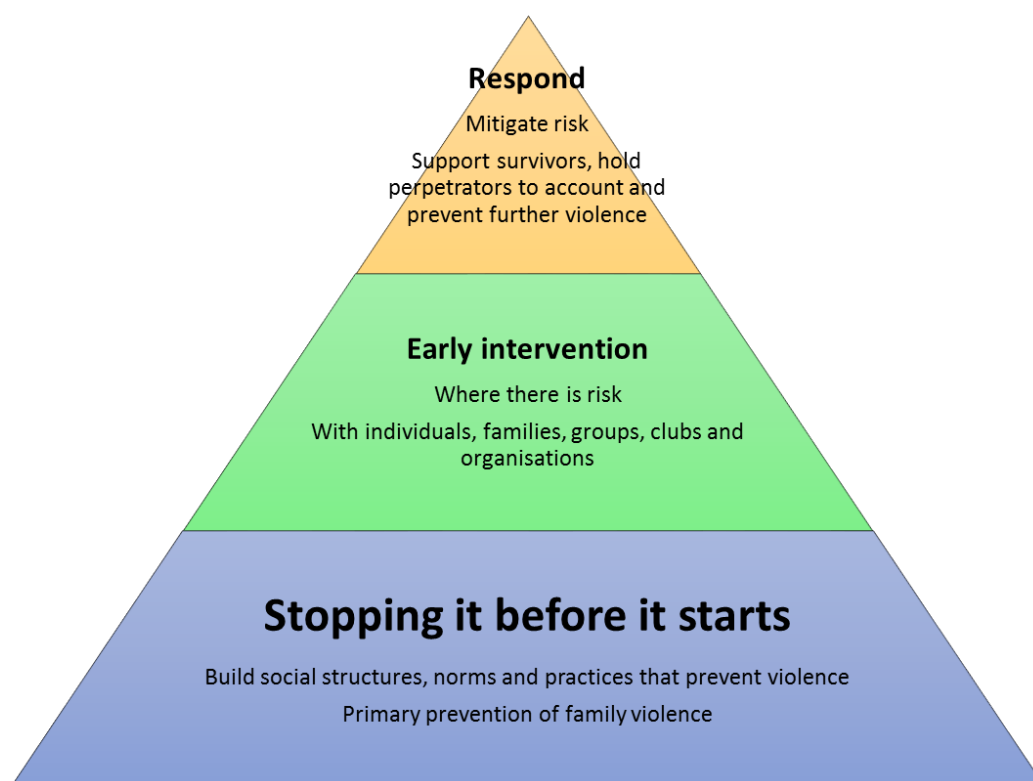 Respond
Mitigate risk
Support survivors, hold
perpetrators to account and
prevent further violence
Early intervention
Where there is risk
With individuals, families, groups, clubs and
organisations
Stopping it before it starts
Build social structures, norms and practices that prevent violence
Primary prevention of family violence